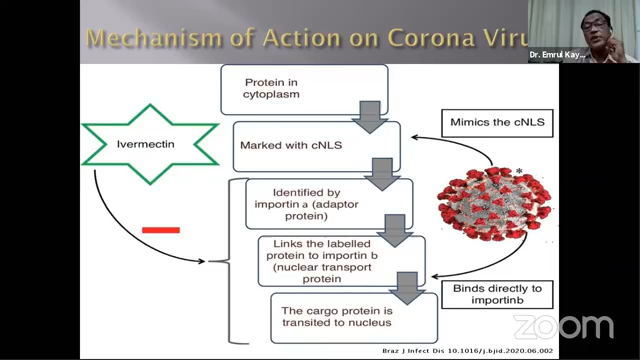 Mechanism of Action on Corona Viru
Dr. Emrul Kay...
Protein in
cytoplasm
Marked with cNLS
Ivermectin
Mimics the cNLS
*
Identified by
importin a (adaptor
protein)
Links the labelled
protein to importin b
(nuclear transport
protein
The cargo protein is
transited to nucleus
Binds directly to
importinb
zoom
Braz J Infect Dis 10.1016/j.bjid.2020.06.002